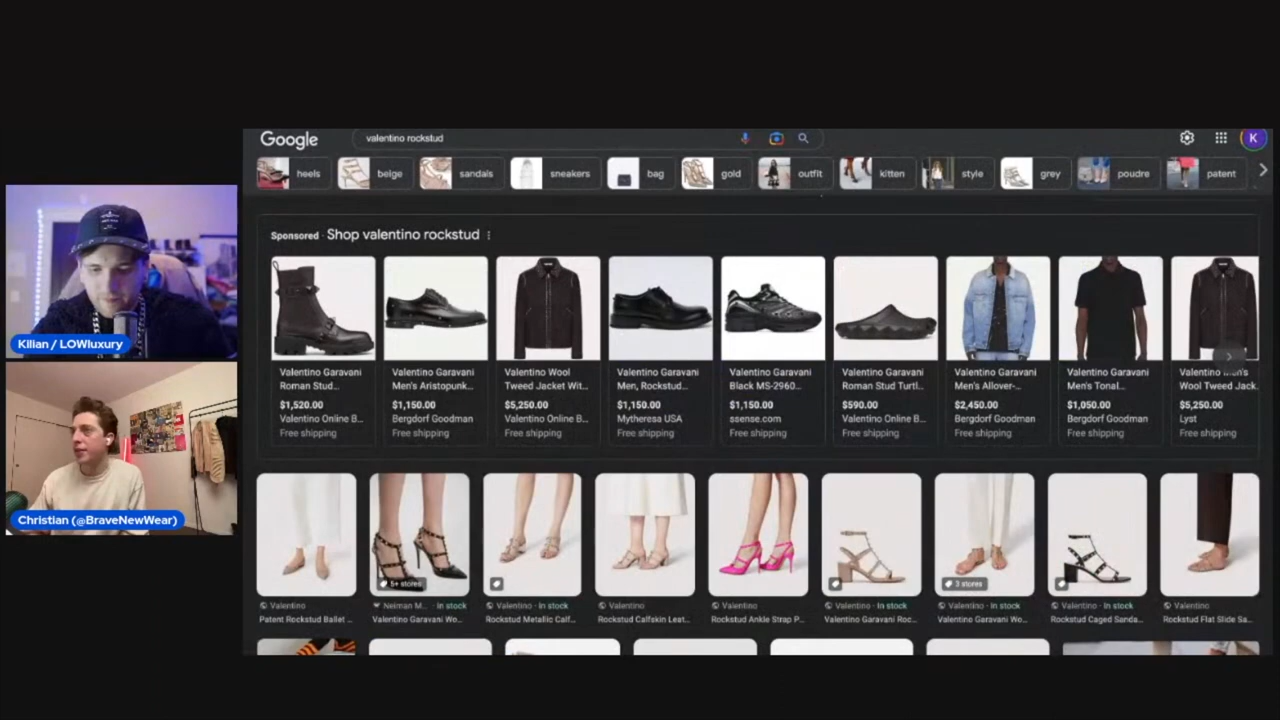 Google
valentino rockstud
K
heels
beige
sandals
sneakers
bag
gold
outfit
kitten
style
grey
poudre
patent
Sponsored · Shop valentino rockstud
Valentino Garavani
Roman Stud...
$1,520.00
Valentino Online B...
Free shipping
Valentino Garavani
Men's Aristopunk...
$1,150.00
Bergdorf Goodman
Free shipping
Valentino Wool
Tweed Jacket Wit...
$5,250.00
Valentino Online B...
Free shipping
Valentino Garavani
Men, Rockstud...
$1,150.00
Mytheresa USA
Free shipping
Valentino Garavani
Black MS-2960...
$1,150.00
ssense.com
Free shipping
Valentino Garavani
Roman Stud Turtl...
$590.00
Valentino Online B...
Free shipping
Valentino Garavani
Men's Allover-...
$2,450.00
Bergdorf Goodman
Free shipping
Valentino Garavani
Men's Tonal...
$1,050.00
Bergdorf Goodman
Free shipping
Valentino Men's
Wool Tweed Jack.
$5,250.00
Lyst
Free shipping
Kilian / LOWluxury
Christian (@BraveNewWear)
5+ stores
3 stores
Valentino
Patent Rockstud Ballet ...
Neiman M... · In stock
Valentino Garavani Wo...
Valentino · In stock
Rockstud Metallic Calf...
Valentino
Rockstud Calfskin Leat...
Valentino
Rockstud Ankle Strap P...
Valentino · In stock
Valentino Garavani Roc...
Valentino · In stock
Valentino Garavani Wo...
Valentino · In stock
Rockstud Caged Sanda...
Valentino
Rockstud Flat Slide Sa...